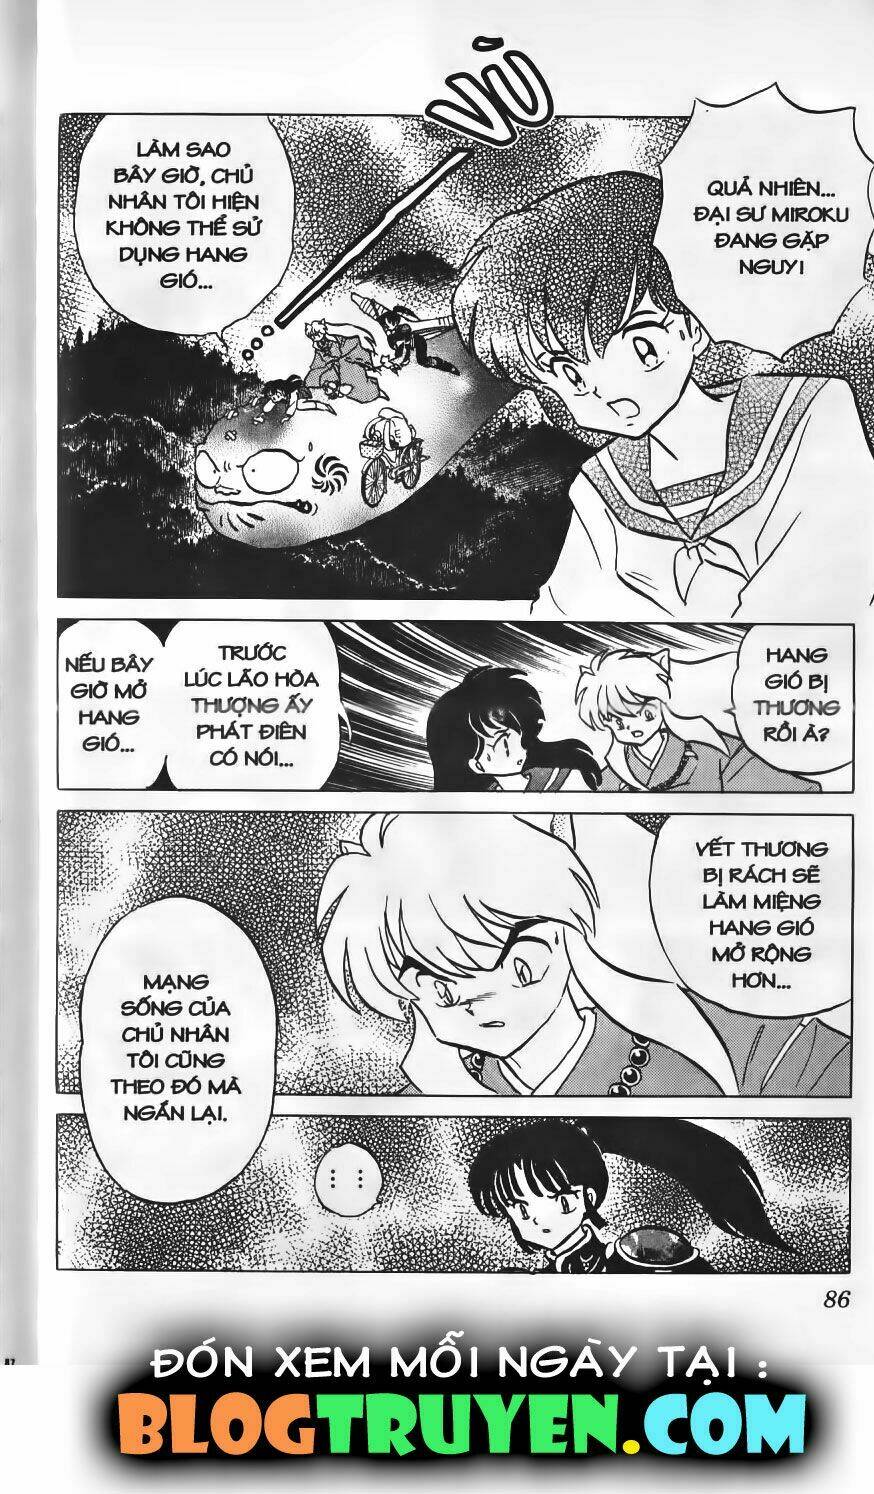 VÙ
QUẢ NHIÊN...
ĐẠI SƯ MIROKU
ĐANG GẶP
NGUY!
LÀM SAO
BÂY GIỜ, CHỦ
NHÂN TÔI HIỆN
KHÔNG THỂ SỬ
DỤNG HANG
GIÓ...
HANG
GIÓ BỊ
THƯƠNG
RỒI À?
TRƯỚC
LÚC LÃO HÒA
THƯỢNG ẤY
PHÁT ĐIÊN
CÓ NÓI...
NẾU BÂY
GIỜ MỞ
HANG
GIÓ...
VẾT THƯƠNG
BỊ RÁCH SẼ
LÀM MIỆNG
HANG GIÓ
MỞ RỘNG
HƠN...
MẠNG
SỐNG CỦA
CHỦ NHÂN
TÔI CŨNG
THEO ĐÓ MÀ
NGẮN LẠI.
... ...
86
87
ĐÓN XEM MỖI NGÀY TẠI :
BLOGTRUYEN.COM